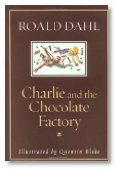 ROALD DAHL
Charlie and the
Chocolate
Factory
Illustrated by Quentin Blake